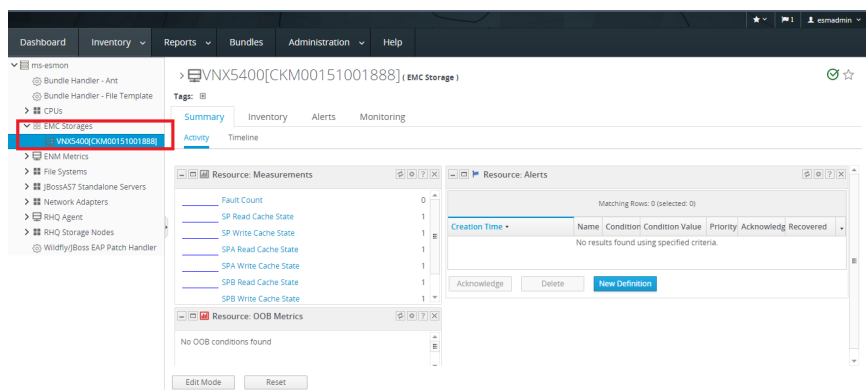 1 esmadmin
Dashboard Inventory Reports Bundles Administration Help
ms-esmon
Bundle Handler - Ant
Bundle Handler - File Template
CPUs
EMC Storages
VNX5400[CKM00151001888]
ENM Metrics
File Systems
JBossAS7 Standalone Servers
Network Adapters
RHQ Agent
RHQ Storage Nodes
Wildfly/JBoss EAP Patch Handler
VNX5400[CKM00151001888] ( EMC Storage )
Tags:
Summary Inventory Alerts Monitoring
Activity Timeline
Resource: Measurements
Fault Count 0
SP Read Cache State 1
SP Write Cache State 1
SPA Read Cache State 1
SPA Write Cache State 1
SPB Read Cache State 1
SPB Write Cache State 1
Resource: OOB Metrics
No OOB conditions found
Resource: Alerts
Matching Rows: 0 (selected: 0)
Creation Time Name Condition Condition Value Priority Acknowledg Recovered
No results found using specified criteria.
Acknowledge Delete New Definition
Edit Mode Reset